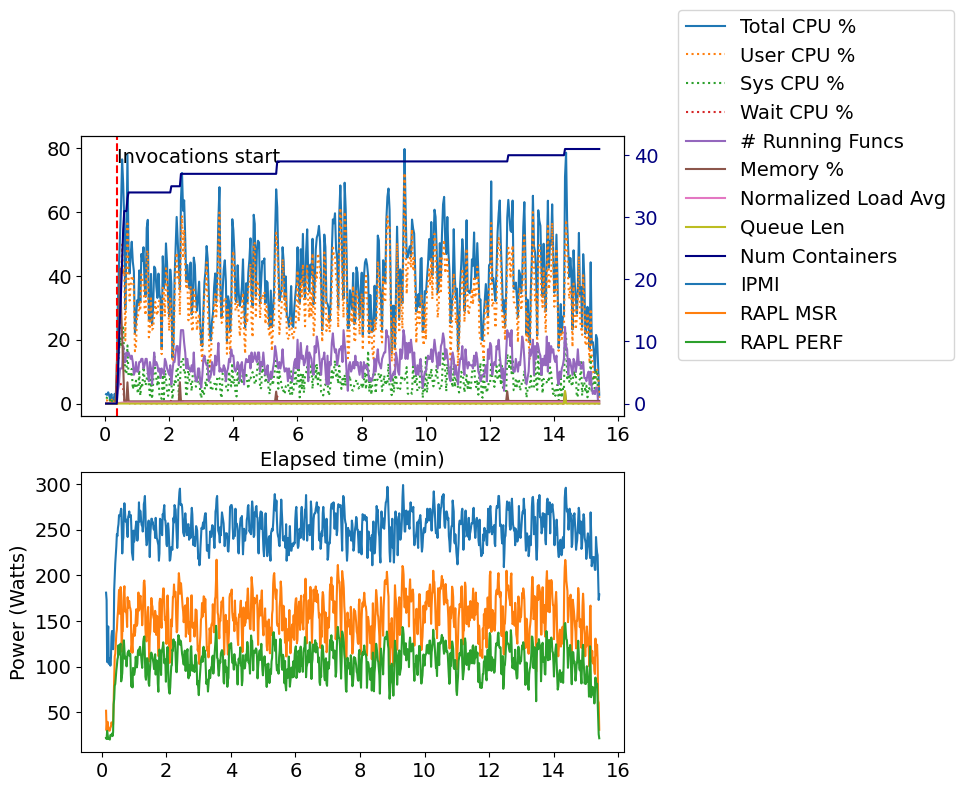 Total CPU %
User CPU %
Sys CPU %
Wait CPU %
# Running Funcs
Memory %
Normalized Load Avg
Queue Len
Num Containers
IPMI
RAPL MSR
RAPL PERF
Invocations start
80
60
40
20
0
40
30
20
10
0
0 2 4 6 8 10 12 14 16
Elapsed time (min)
Power (Watts)
300
250
200
150
100
50
0 2 4 6 8 10 12 14 16